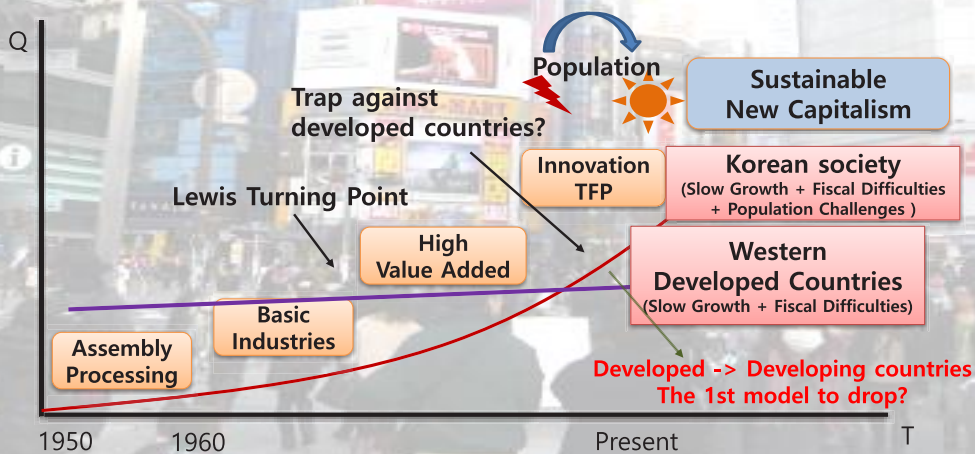 Q
Population
Sustainable
New Capitalism
Trap against
developed countries?
Innovation
TFP
Korean society
(Slow Growth + Fiscal Difficulties
+ Population Challenges )
Lewis Turning Point
High
Value Added
Western
Developed Countries
(Slow Growth + Fiscal Difficulties)
Basic
Industries
Assembly
Processing
Developed -> Developing countries
The 1st model to drop?
1950
1960
Present
T